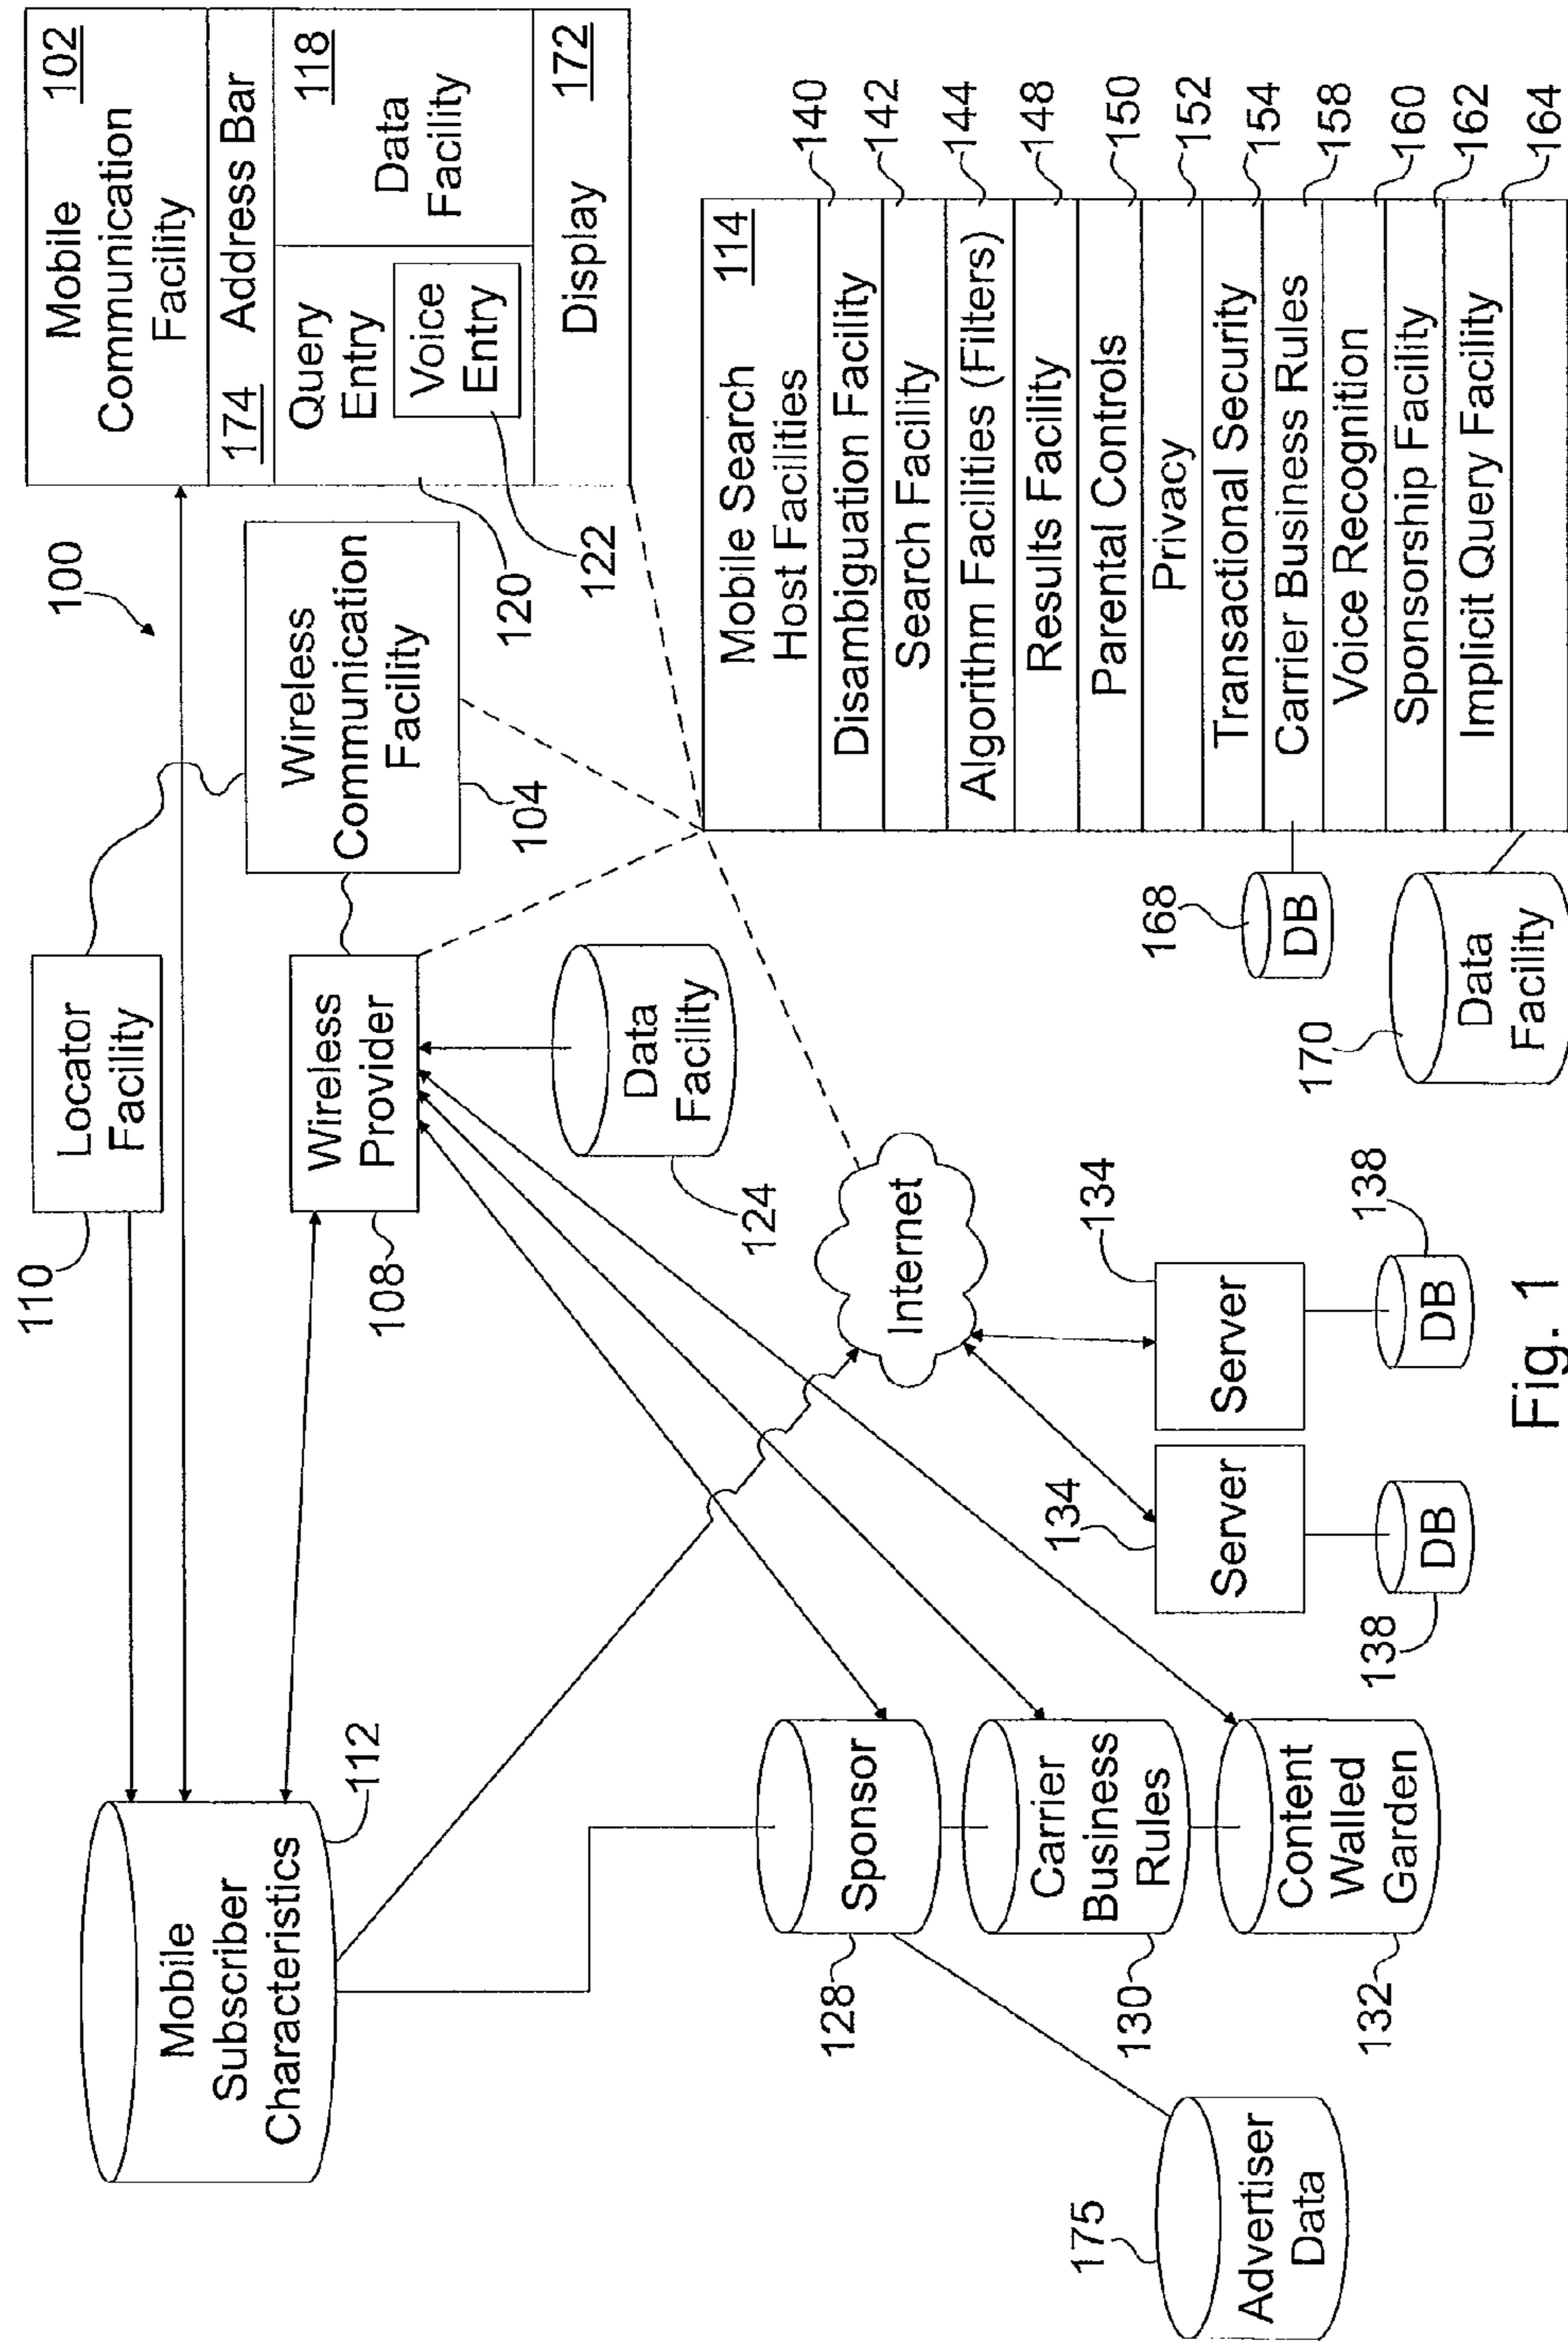 100
Mobile
Communication
Facility
102
174
Address Bar
Query
Entry
Voice
Entry
118
Data
Facility
Display
172
120
122
Wireless
Communication
Facility
104
Locator
Facility
110
Wireless
Provider
108
Data
Facility
124
Mobile
Subscriber
Characteristics
112
Internet
Sponsor
128
Carrier
Business
Rules
130
Content
Walled
Garden
132
Advertiser
Data
175
134
Server
134
Server
138
DB
138
DB
Mobile Search
Host Facilities
114
Disambiguation Facility
140
Search Facility
142
Algorithm Facilities (Filters)
144
Results Facility
148
Parental Controls
150
Privacy
152
Transactional Security
154
Carrier Business Rules
158
Voice Recognition
160
Sponsorship Facility
162
Implicit Query Facility
164
168
DB
170
Data
Facility
Fig. 1